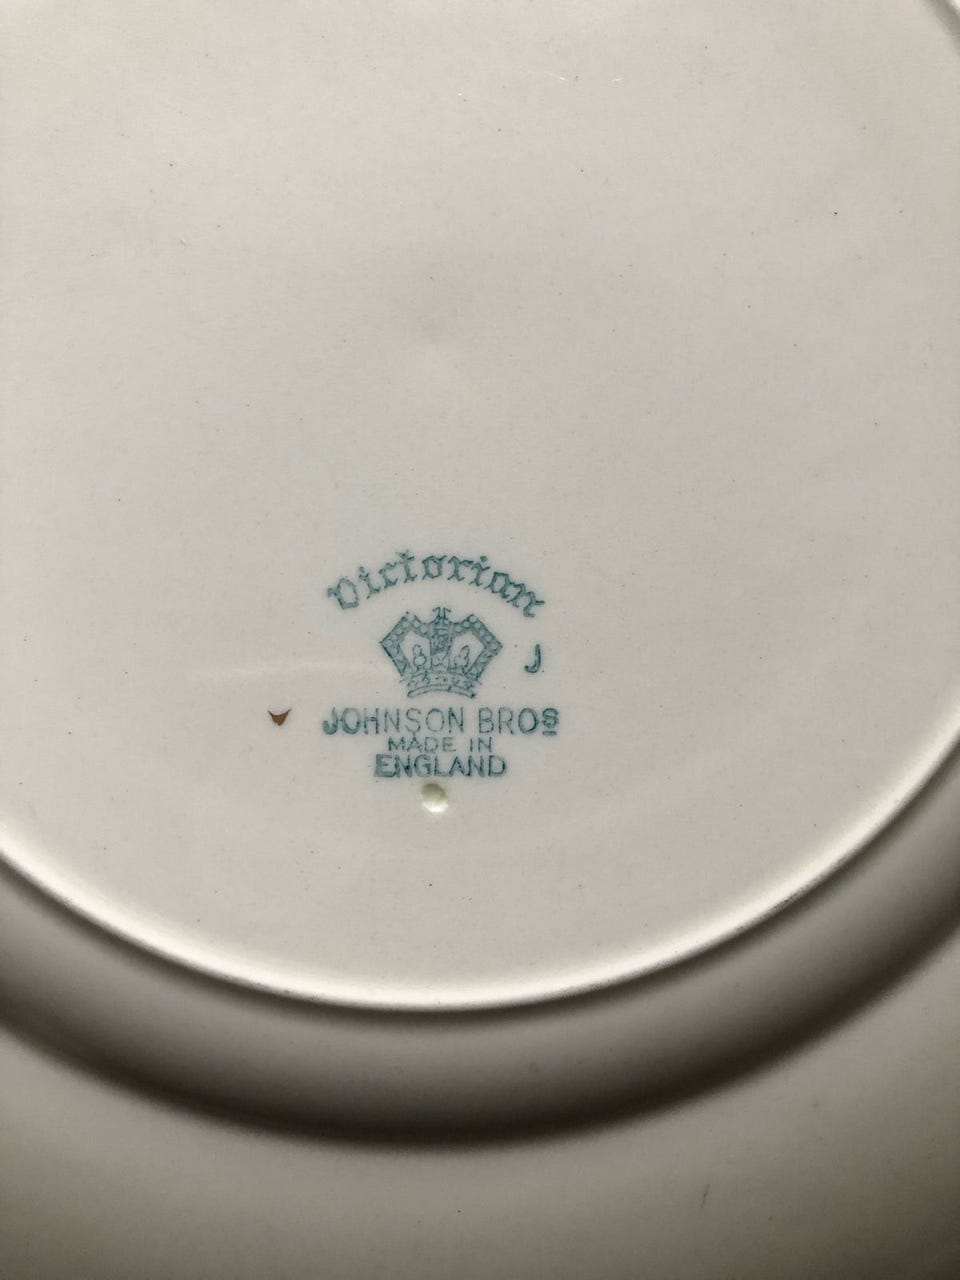 Victorian
J
JOHNSON BROS
MADE IN
ENGLAND